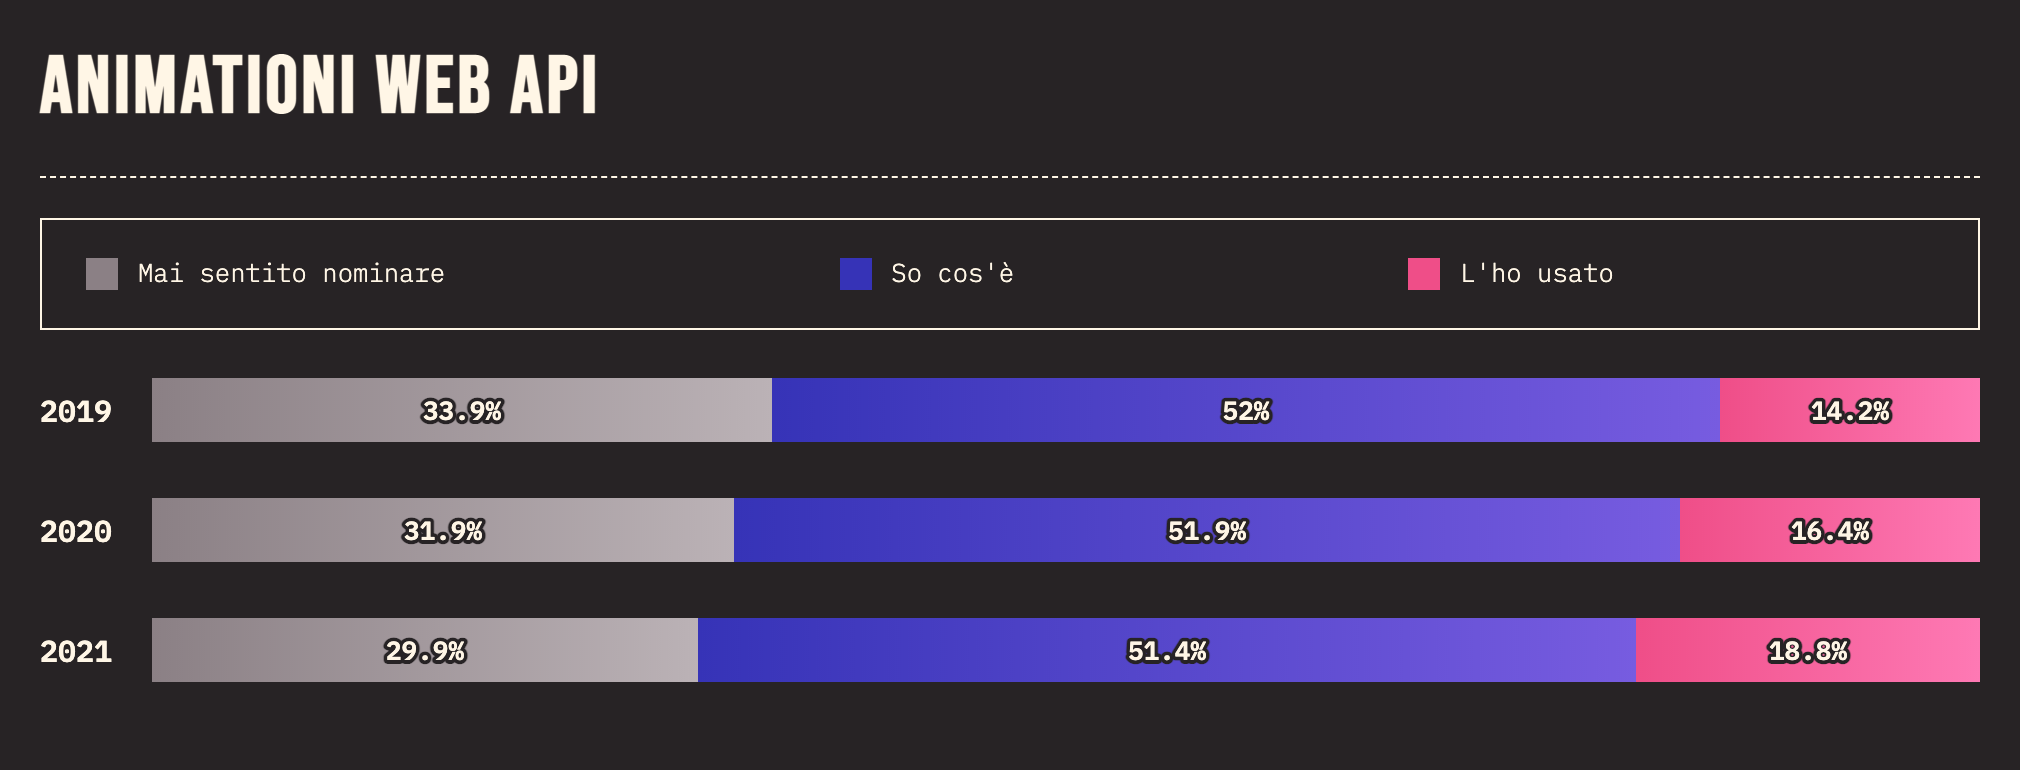 ANIMATIONI WEB API
Mai sentito nominare So cos'è L'ho usato
2019 33.9% 52% 14.2%
2020 31.9% 51.9% 16.4%
2021 29.9% 51.4% 18.8%